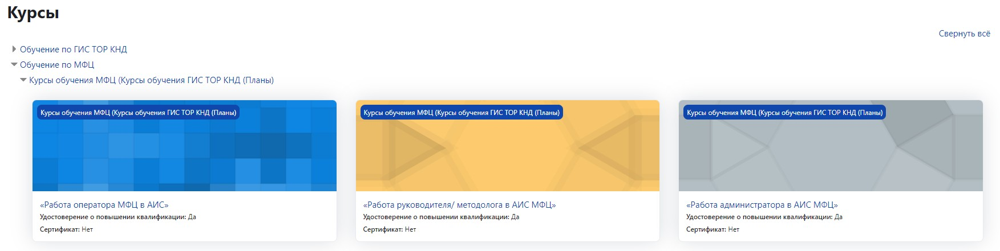 Курсы
Свернуть всё
Обучение по ГИС ТОР КНД
Обучение по МФЦ
Курсы обучения МФЦ (Курсы обучения ГИС ТОР КНД (Планы)
Курсы обучения МФЦ (Курсы обучения ГИС ТОР КНД (Планы)
«Работа оператора МФЦ в АИС»
Удостоверение о повышении квалификации: Да
Сертификат: Нет
Курсы обучения МФЦ (Курсы обучения ГИС ТОР КНД (Планы)
«Работа руководителя/ методолога в АИС МФЦ»
Удостоверение о повышении квалификации: Да
Сертификат: Нет
Курсы обучения МФЦ (Курсы обучения ГИС ТОР КНД (Планы)
«Работа администратора в АИС МФЦ»
Удостоверение о повышении квалификации: Да
Сертификат: Нет